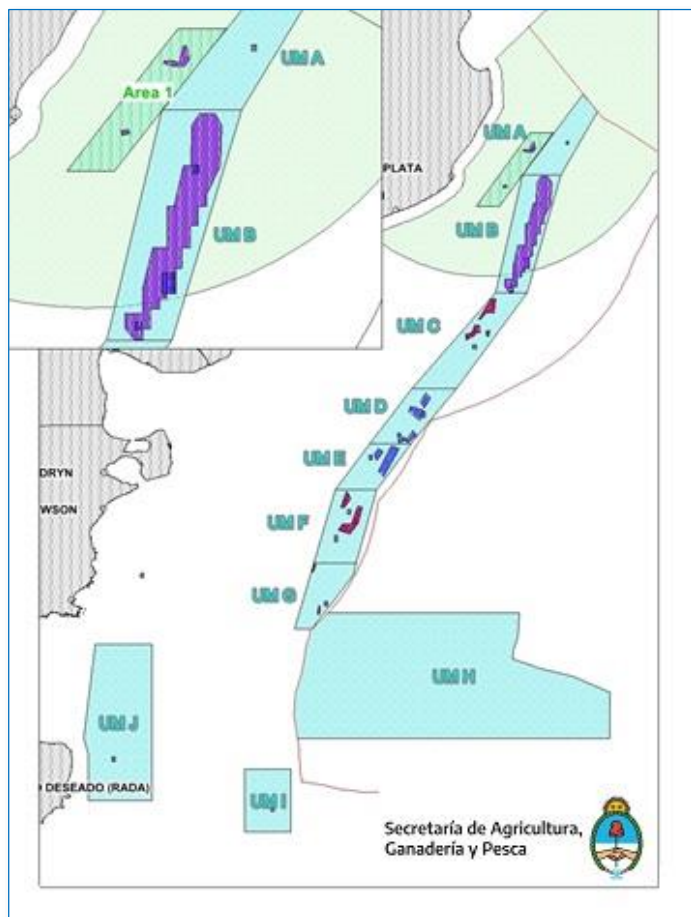 UM A
Area 1
UM B
UM A
PLATA
UM B
UM C
UM D
UM E
DRYN
WSON
UM F
UM G
UM H
UM J
O DESEADO (RADA)
UM I
Secretaría de Agricultura,
Ganadería y Pesca